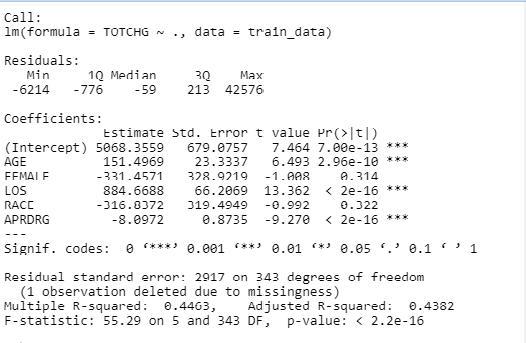 Call:
lm(formula = TOTCHG ~ ., data = train_data)
Residuals:
Min 1Q Median 3Q Max
-6214 -776 -59 213 42576
Coefficients:
Estimate Std. Error t value Pr(>|t|)
(Intercept) 5068.3559 679.0757 7.464 7.00e-13 ***
AGE 151.4969 23.3337 6.493 2.96e-10 ***
FEMALE -331.4571 328.9219 -1.008 0.314
LOS 884.6688 66.2069 13.362 < 2e-16 ***
RACE -316.8372 319.4949 -0.992 0.322
APRDRG -8.0972 0.8735 -9.270 < 2e-16 ***
---
Signif. codes: 0 ‘***’ 0.001 ‘**’ 0.01 ‘*’ 0.05 ‘.’ 0.1 ‘ ’ 1
Residual standard error: 2917 on 343 degrees of freedom
(1 observation deleted due to missingness)
Multiple R-squared: 0.4463, Adjusted R-squared: 0.4382
F-statistic: 55.29 on 5 and 343 DF, p-value: < 2.2e-16